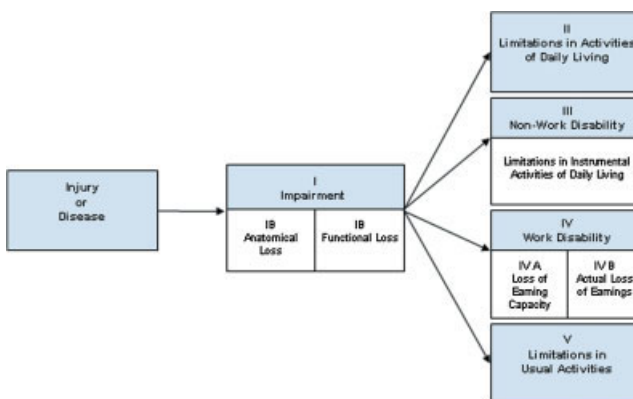 Injury
or
Disease
I
Impairment
IB
Anatomical
Loss
IB
Functional Loss
II
Limitations in Activities
of Daily Living
III
Non-Work Disability
Limitations in Instrumental
Activities of Daily Living
IV
Work Disability
IV A
Loss of
Earning
Capacity
IV B
Actual Loss
of Earnings
V
Limitations in
Usual Activities